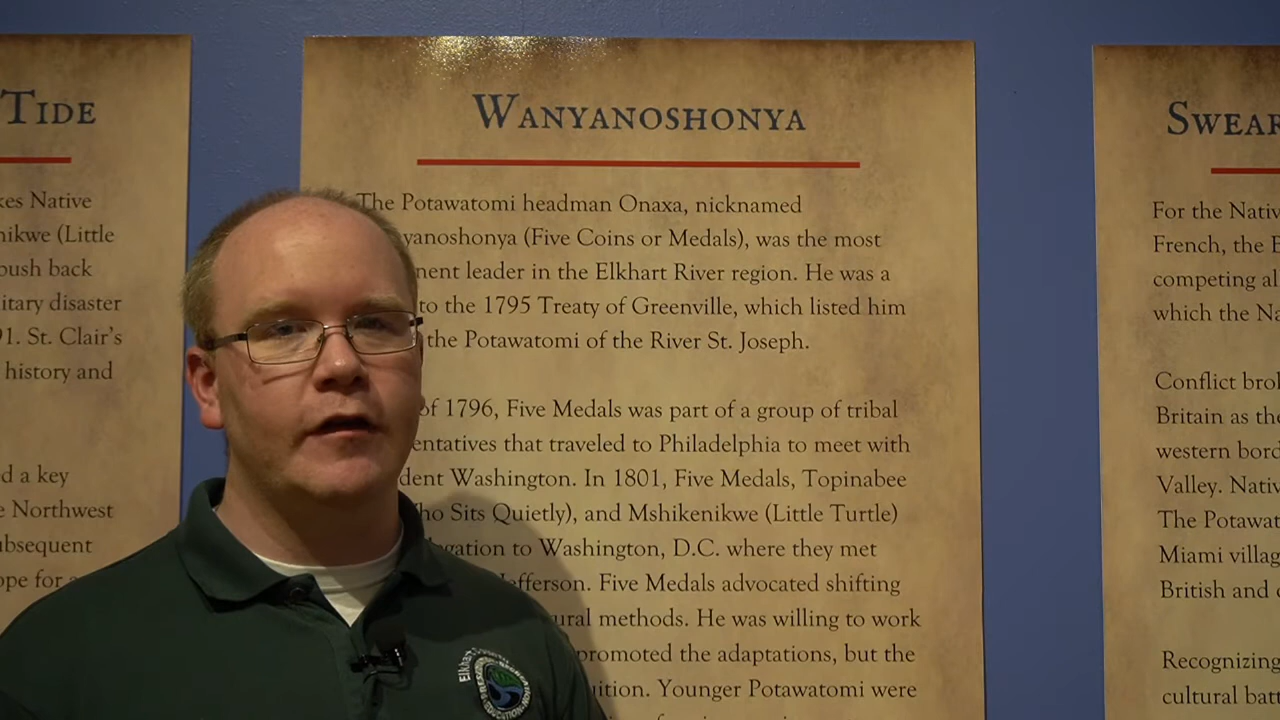 TIDE
kes Native
nikwe (Little
push back
itary disaster
91. St. Clair's
history and
d a key
e Northwest
ubsequent
ope for a
WANYANOSHONYA
The Potawatomi headman Onaxa, nicknamed
yanoshonya (Five Coins or Medals), was the most
nent leader in the Elkhart River region. He was a
to the 1795 Treaty of Greenville, which listed him
the Potawatomi of the River St. Joseph.
of 1796, Five Medals was part of a group of tribal
entatives that traveled to Philadelphia to meet with
dent Washington. In 1801, Five Medals, Topinabee
ho Sits Quietly), and Mshikenikwe (Little Turtle)
egation to Washington, D.C. where they met
Jefferson. Five Medals advocated shifting
ural methods. He was willing to work
promoted the adaptations, but the
uition. Younger Potawatomi were
SWEAR
For the Nativ
French, the B
competing al
which the Na
Conflict brol
Britain as the
western bord
Valley. Nativ
The Potawat
Miami villag
British and c
Recognizing
cultural batt
Elkhart